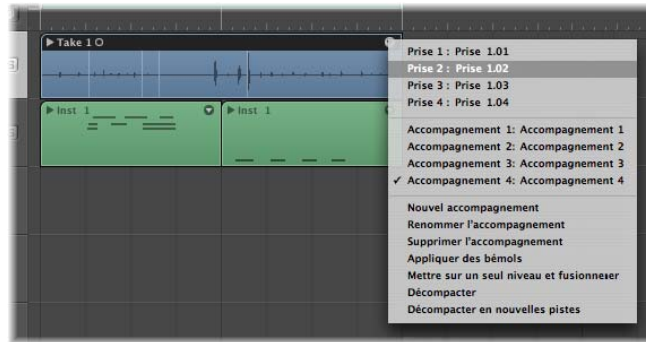 Take 1 O
Inst 1
Inst 1
Prise 1 : Prise 1.01
Prise 2 : Prise 1.02
Prise 3 : Prise 1.03
Prise 4 : Prise 1.04
Accompagnement 1: Accompagnement 1
Accompagnement 2: Accompagnement 2
Accompagnement 3: Accompagnement 3
✓ Accompagnement 4: Accompagnement 4
Nouvel accompagnement
Renommer l'accompagnement
Supprimer l'accompagnement
Appliquer des bémols
Mettre sur un seul niveau et fusionneıer
Décompacter
Décompacter en nouvelles pistes